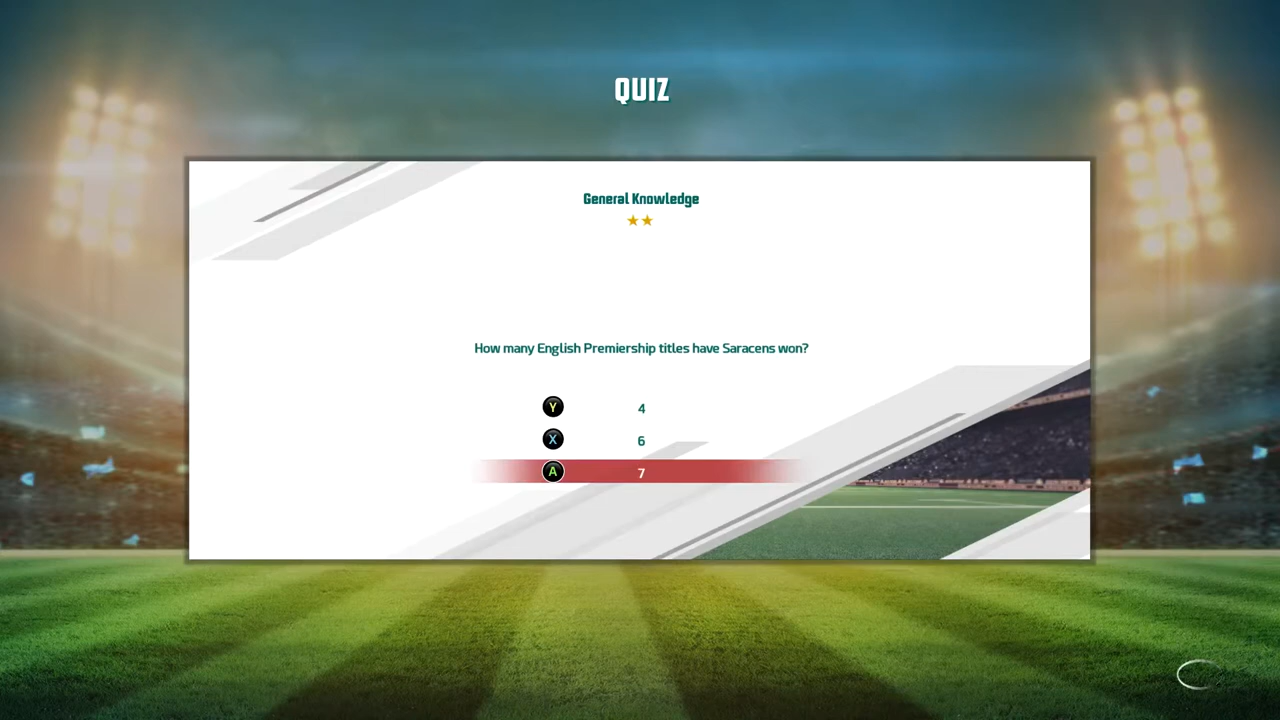 QUIZ
General Knowledge
How many English Premiership titles have Saracens won?
Y 4
X 6
A 7